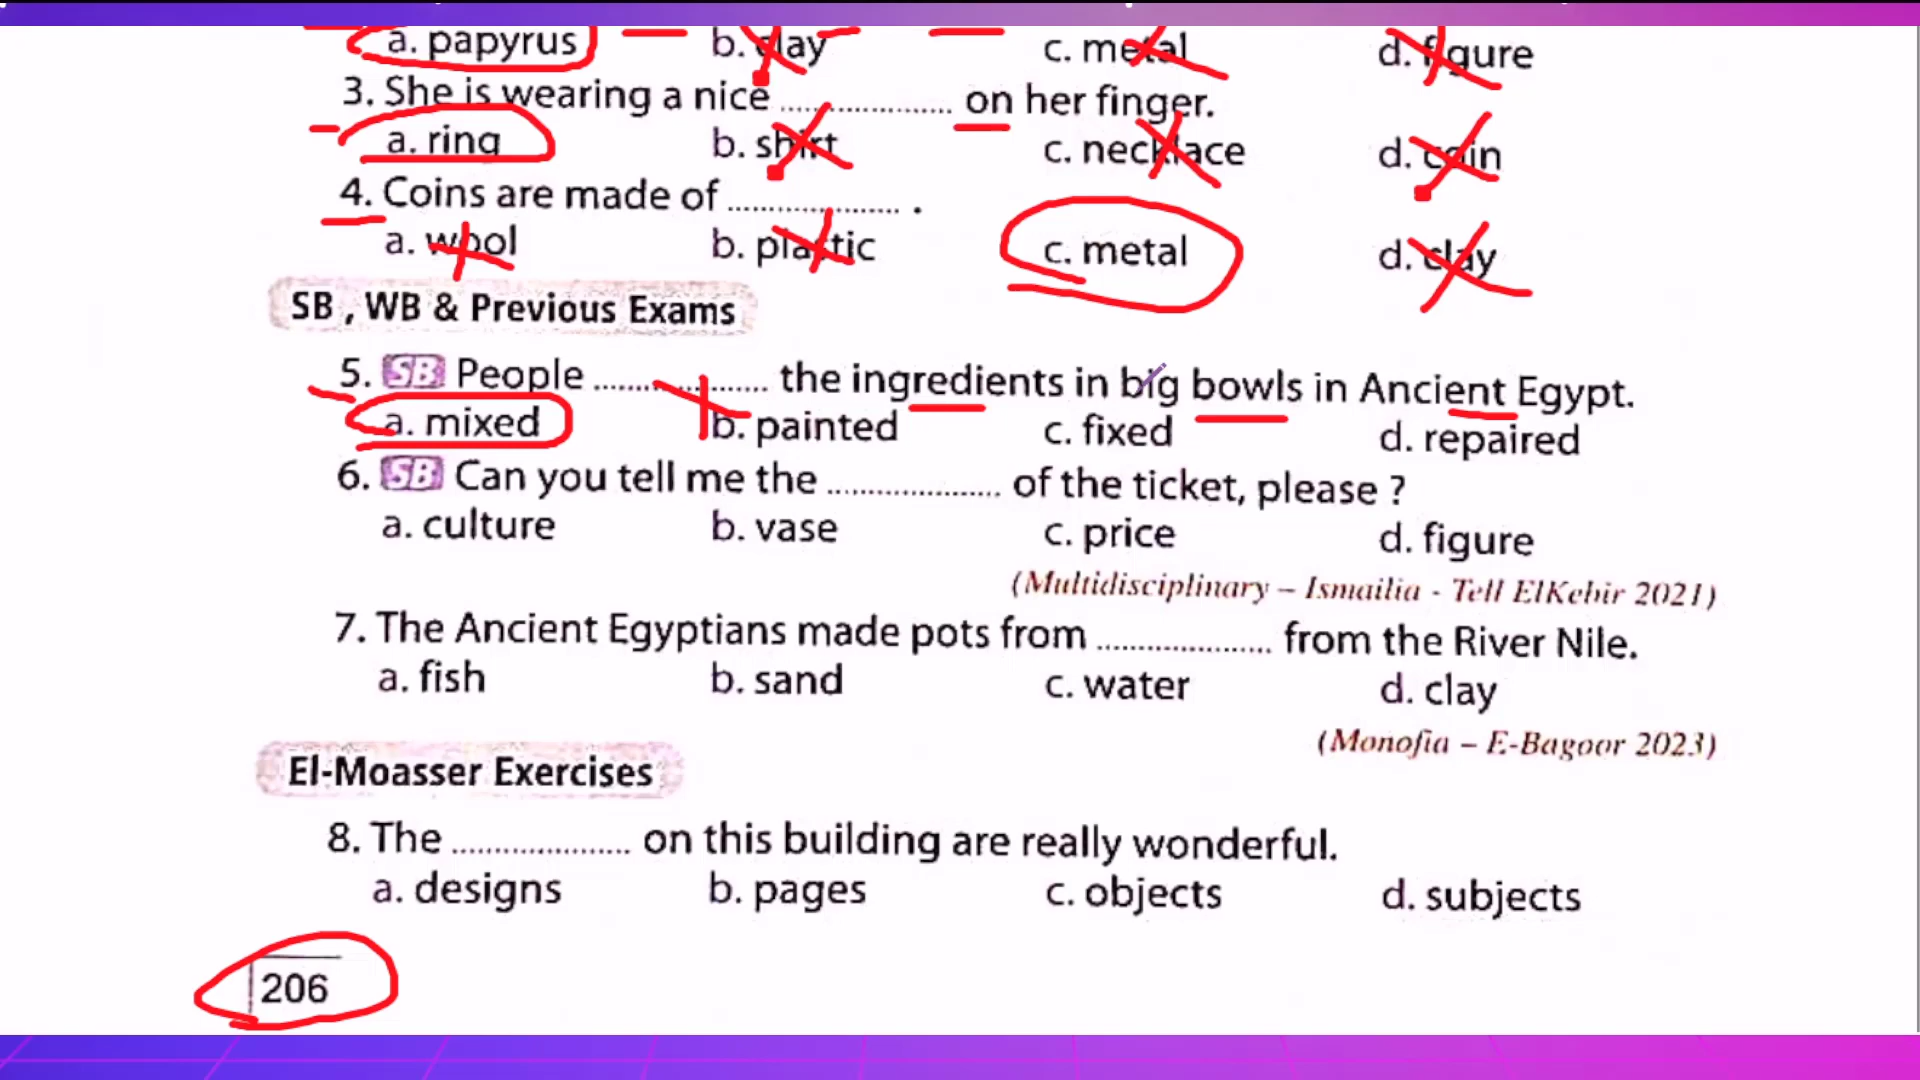 a. papyrus b. clay c. metal d. figure
3. She is wearing a nice .................... on her finger.
a. ring b. shirt c. necklace d. coin
4. Coins are made of .................... .
a. wool b. plastic c. metal d. clay
SB , WB & Previous Exams
5. SB People .................... the ingredients in big bowls in Ancient Egypt.
a. mixed b. painted c. fixed d. repaired
6. SB Can you tell me the .................... of the ticket, please ?
a. culture b. vase c. price d. figure
(Multidisciplinary – Ismailia - Tell ElKebir 2021)
7. The Ancient Egyptians made pots from .................... from the River Nile.
a. fish b. sand c. water d. clay
(Monofia – E-Bagoor 2023)
El-Moasser Exercises
8. The .................... on this building are really wonderful.
a. designs b. pages c. objects d. subjects
206